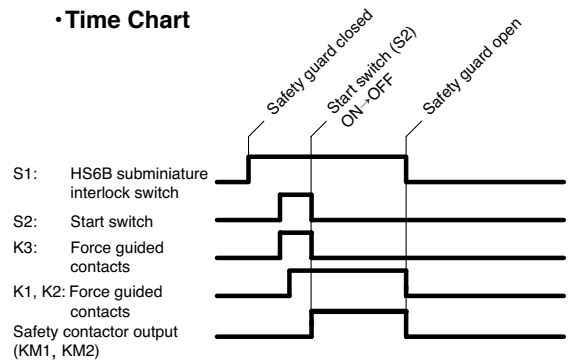 •Time Chart
Safety guard closed
Start switch (S2)
ON→OFF
Safety guard open
S1: HS6B subminiature
interlock switch
S2: Start switch
K3: Force guided
contacts
K1, K2: Force guided
contacts
Safety contactor output
(KM1, KM2)